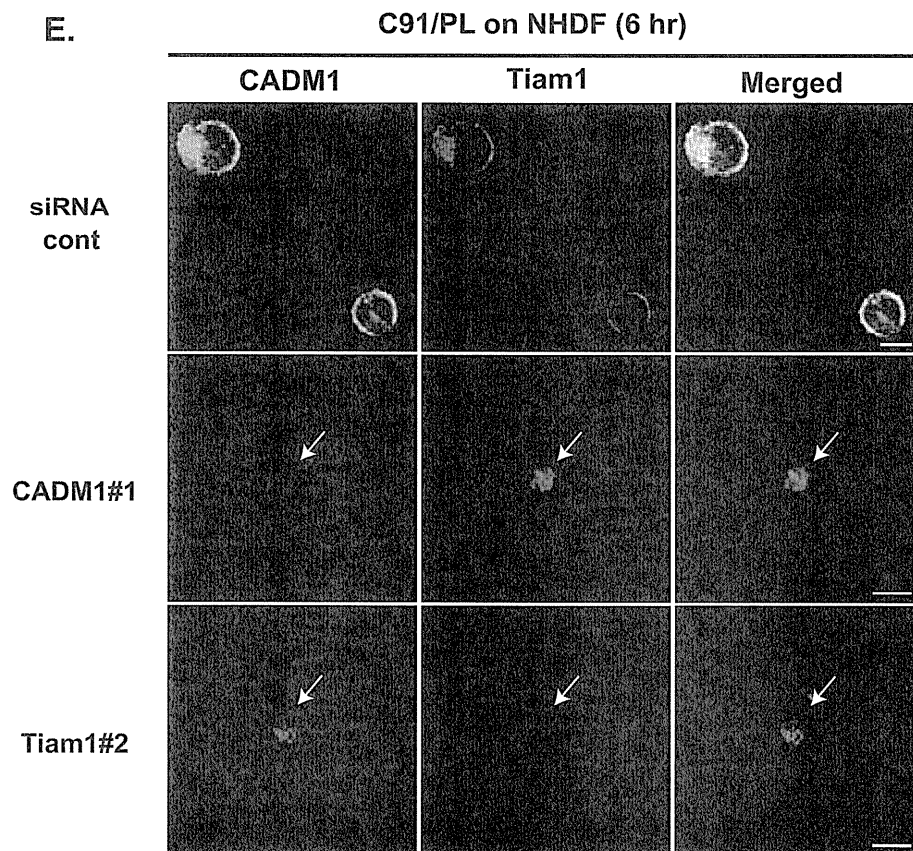 E.
C91/PL on NHDF (6 hr)
CADM1 Tiam1 Merged
siRNA
cont
CADM1#1
Tiam1#2